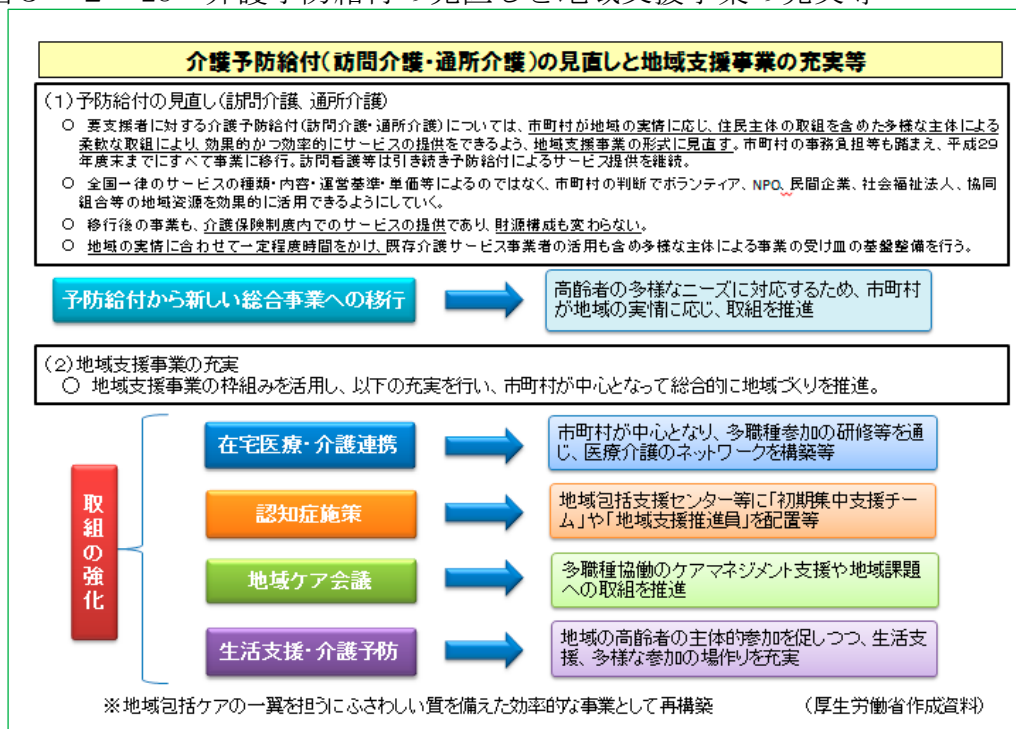 介護予防給付(訪問介護・通所介護)の見直しと地域支援事業の充実等
(1)予防給付の見直し(訪問介護、通所介護)
○ 要支援者に対する介護予防給付(訪問介護・通所介護)については、市町村が地域の実情に応じ、住民主体の取組を含めた多様な主体による
柔軟な取組により、効果的かつ効率的にサービスの提供をできるよう、地域支援事業の形式に見直す。市町村の事務負担等も踏まえ、平成29
年度末までにすべて事業に移行。訪問看護等は引き続き予防給付によるサービス提供を継続。
○ 全国一律のサービスの種類・内容・運営基準・単価等によるのではなく、市町村の判断でボランティア、NPO、民間企業、社会福祉法人、協同
組合等の地域資源を効果的に活用できるようにしていく。
○ 移行後の事業も、介護保険制度内でのサービスの提供であり、財源構成も変わらない。
○ 地域の実情に合わせて一定程度時間をかけ、既存介護サービス事業者の活用も含め多様な主体による事業の受け皿の基盤整備を行う。
予防給付から新しい総合事業への移行
高齢者の多様なニーズに対応するため、市町村
が地域の実情に応じ、取組を推進
(2)地域支援事業の充実
○ 地域支援事業の枠組みを活用し、以下の充実を行い、市町村が中心となって総合的に地域づくりを推進。
取組の強化
在宅医療・介護連携
市町村が中心となり、多職種参加の研修等を通
じ、医療介護のネットワークを構築等
認知症施策
地域包括支援センター等に「初期集中支援チー
ム」や「地域支援推進員」を配置等
地域ケア会議
多職種協働のケアマネジメント支援や地域課題
への取組を推進
生活支援・介護予防
地域の高齢者の主体的参加を促しつつ、生活支
援、多様な参加の場作りを充実
※地域包括ケアの一翼を担うにふさわしい質を備えた効率的な事業として再構築
(厚生労働省作成資料)